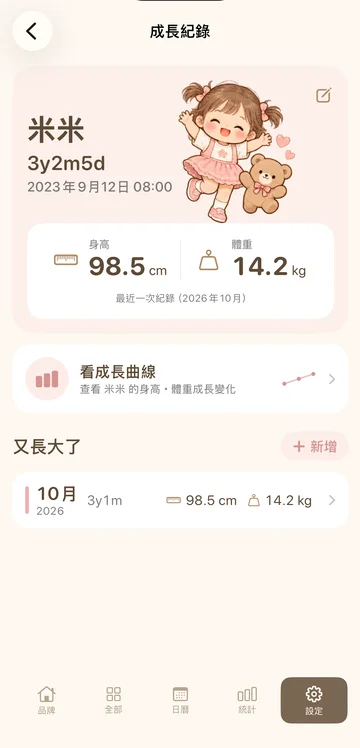 成長紀錄
米米
3y2m5d
2023年9月12日 08:00
身高
98.5 cm
體重
14.2 kg
最近一次紀錄 (2026年10月)
看成長曲線
查看 米米 的身高・體重成長變化
又長大了
+ 新增
10月
2026
3y1m
98.5 cm
14.2 kg
品牌
全部
日曆
統計
設定